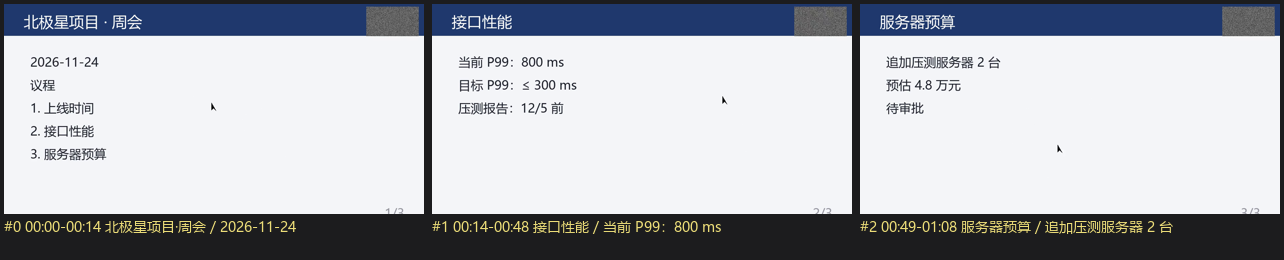 北极星项目 · 周会
2026-11-24
议程
1. 上线时间
2. 接口性能
3. 服务器预算
1/3
#0 00:00-00:14 北极星项目·周会 / 2026-11-24
接口性能
当前 P99：800 ms
目标 P99：≤ 300 ms
压测报告：12/5 前
2/3
#1 00:14-00:48 接口性能 / 当前 P99：800 ms
服务器预算
追加压测服务器 2 台
预估 4.8 万元
待审批
3/3
#2 00:49-01:08 服务器预算 / 追加压测服务器 2 台